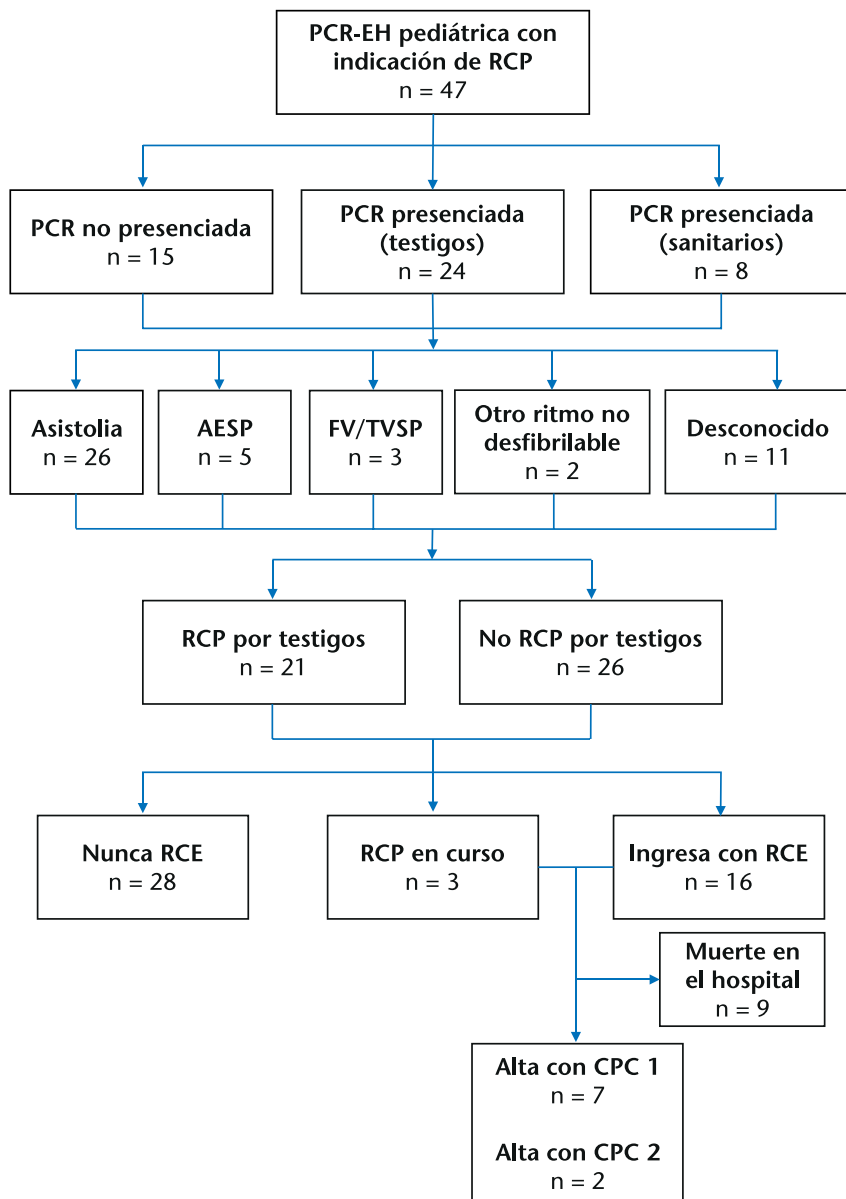 PCR-EH pediátrica con
indicación de RCP
n = 47
PCR no presenciada
n = 15
PCR presenciada
(testigos)
n = 24
PCR presenciada
(sanitarios)
n = 8
Asistolia
n = 26
AESP
n = 5
FV/TVSP
n = 3
Otro ritmo no
desfibrilable
n = 2
Desconocido
n = 11
RCP por testigos
n = 21
No RCP por testigos
n = 26
Nunca RCE
n = 28
RCP en curso
n = 3
Ingresa con RCE
n = 16
Muerte en
el hospital
n = 9
Alta con CPC 1
n = 7
Alta con CPC 2
n = 2